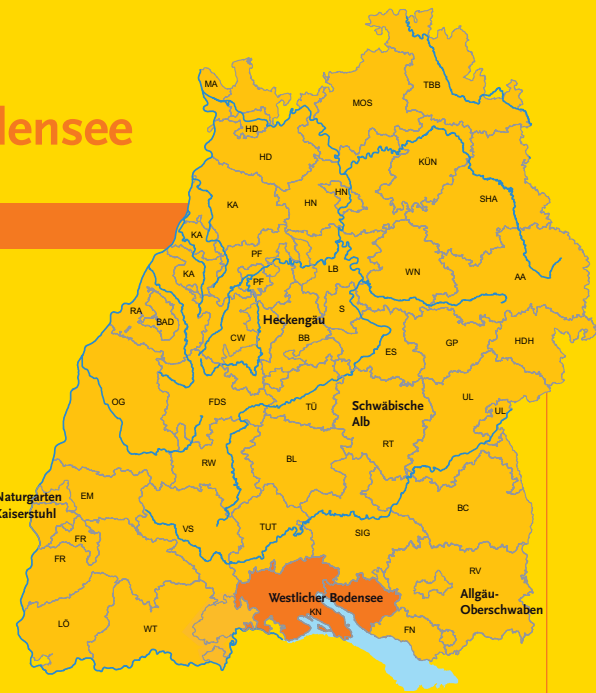 lensee
MA
TBB
MOS
HD
HD
KÜN
HN
SHA
KA
HN
KA
PF
LB
WN
AA
KA
PF
RA
BAD
S
Heckengäu
CW
BB
ES
GP
HDH
OG
FDS
TÜ
Schwäbische
Alb
UL
UL
RT
RW
BL
Naturgarten
Kaiserstuhl
EM
BC
VS
TUT
SIG
FR
FR
RV
Westlicher Bodensee
KN
Allgäu-
Oberschwaben
LÖ
WT
FN